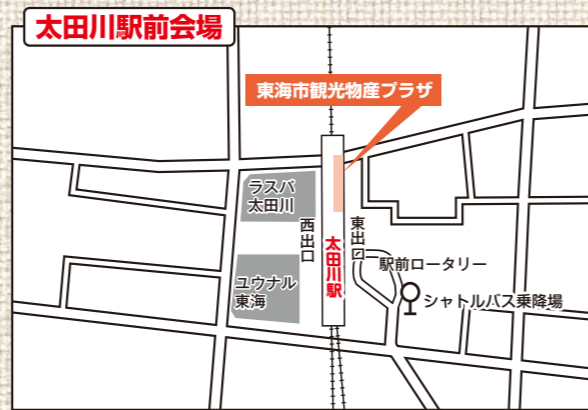 太田川駅前会場
東海市観光物産プラザ
ラスパ
太田川
西出口
太田川駅
東出口
駅前ロータリー
ユウナル
東海
シャトルバス乗降場